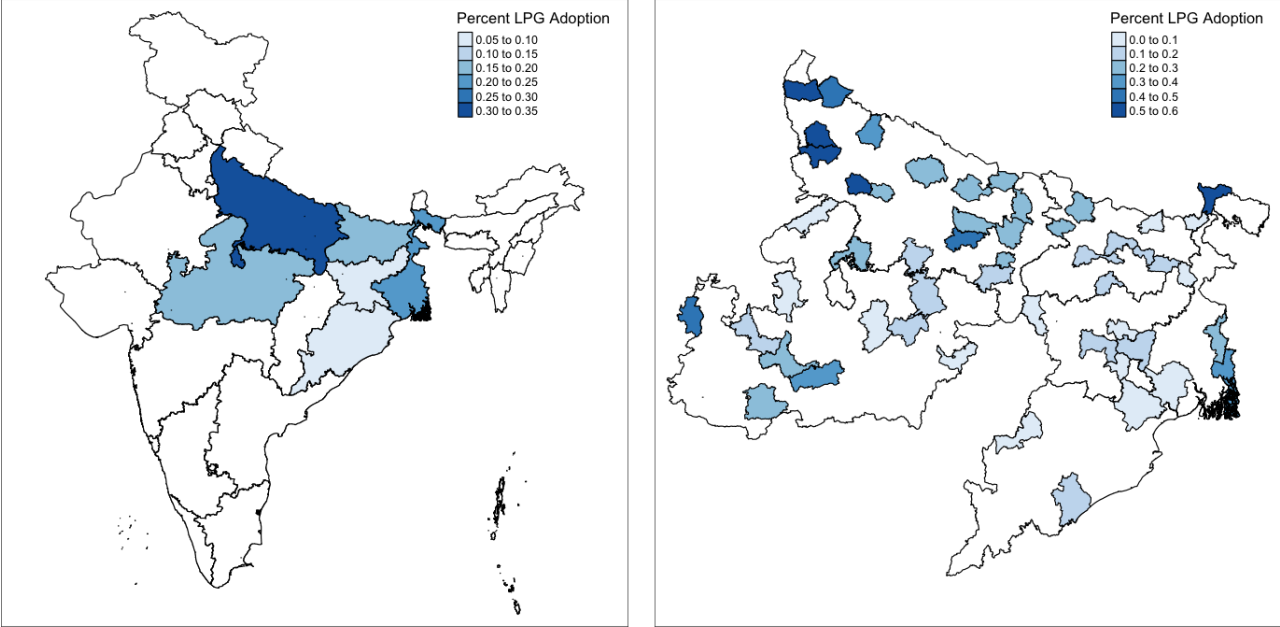 Percent LPG Adoption
0.05 to 0.10
0.10 to 0.15
0.15 to 0.20
0.20 to 0.25
0.25 to 0.30
0.30 to 0.35
Percent LPG Adoption
0.0 to 0.1
0.1 to 0.2
0.2 to 0.3
0.3 to 0.4
0.4 to 0.5
0.5 to 0.6